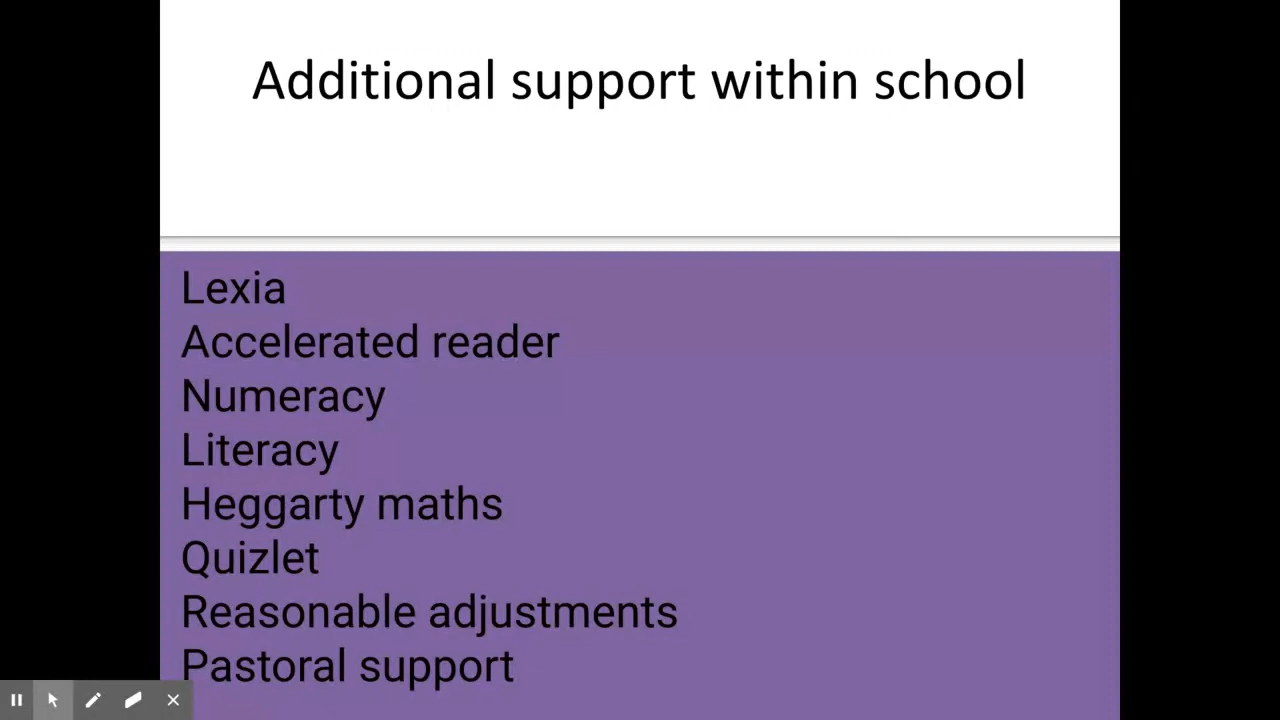 Additional support within school
Lexia
Accelerated reader
Numeracy
Literacy
Heggarty maths
Quizlet
Reasonable adjustments
Pastoral support